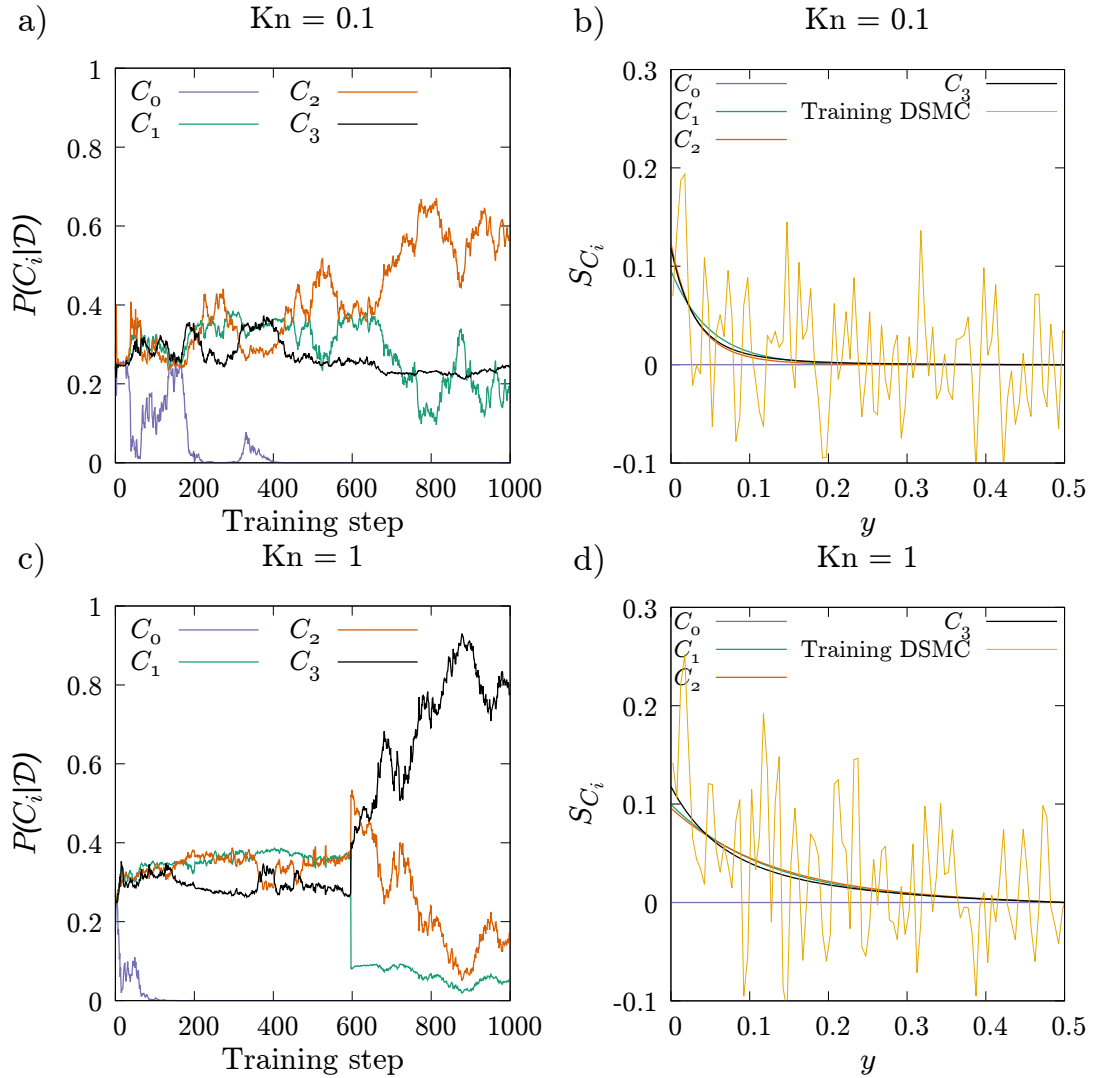 a)
Kn = 0.1
1
0.8
0.6
0.4
0.2
0
P(C_i|D)
C_0
C_1
C_2
C_3
0 200 400 600 800 1000
Training step
b)
Kn = 0.1
0.3
0.2
0.1
0
-0.1
S_{C_i}
C_0
C_1
C_2
Training DSMC
C_3
0 0.1 0.2 0.3 0.4 0.5
y
c)
Kn = 1
1
0.8
0.6
0.4
0.2
0
P(C_i|D)
C_0
C_1
C_2
C_3
0 200 400 600 800 1000
Training step
d)
Kn = 1
0.3
0.2
0.1
0
-0.1
S_{C_i}
C_0
C_1
C_2
Training DSMC
C_3
0 0.1 0.2 0.3 0.4 0.5
y